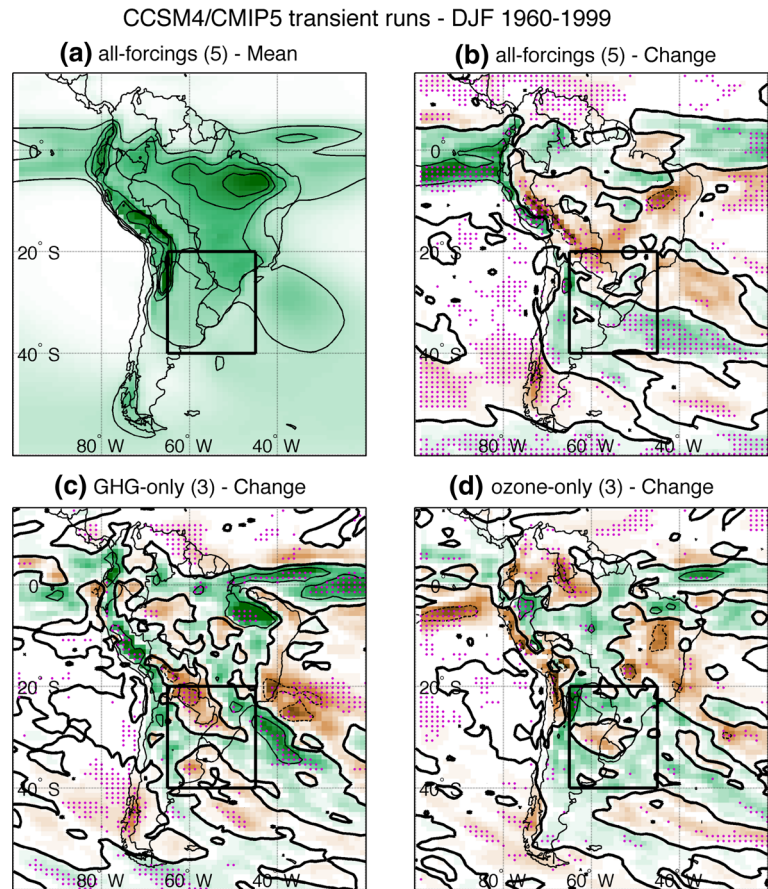 CCSM4/CMIP5 transient runs - DJF 1960-1999
(a) all-forcings (5) - Mean
(b) all-forcings (5) - Change
0°
20° S
40° S
80° W
60° W
40° W
0°
20° S
40° S
80° W
60° W
40° W
(c) GHG-only (3) - Change
(d) ozone-only (3) - Change
0°
20° S
40° S
80° W
60° W
40° W
0°
20° S
40° S
80° W
60° W
40° W